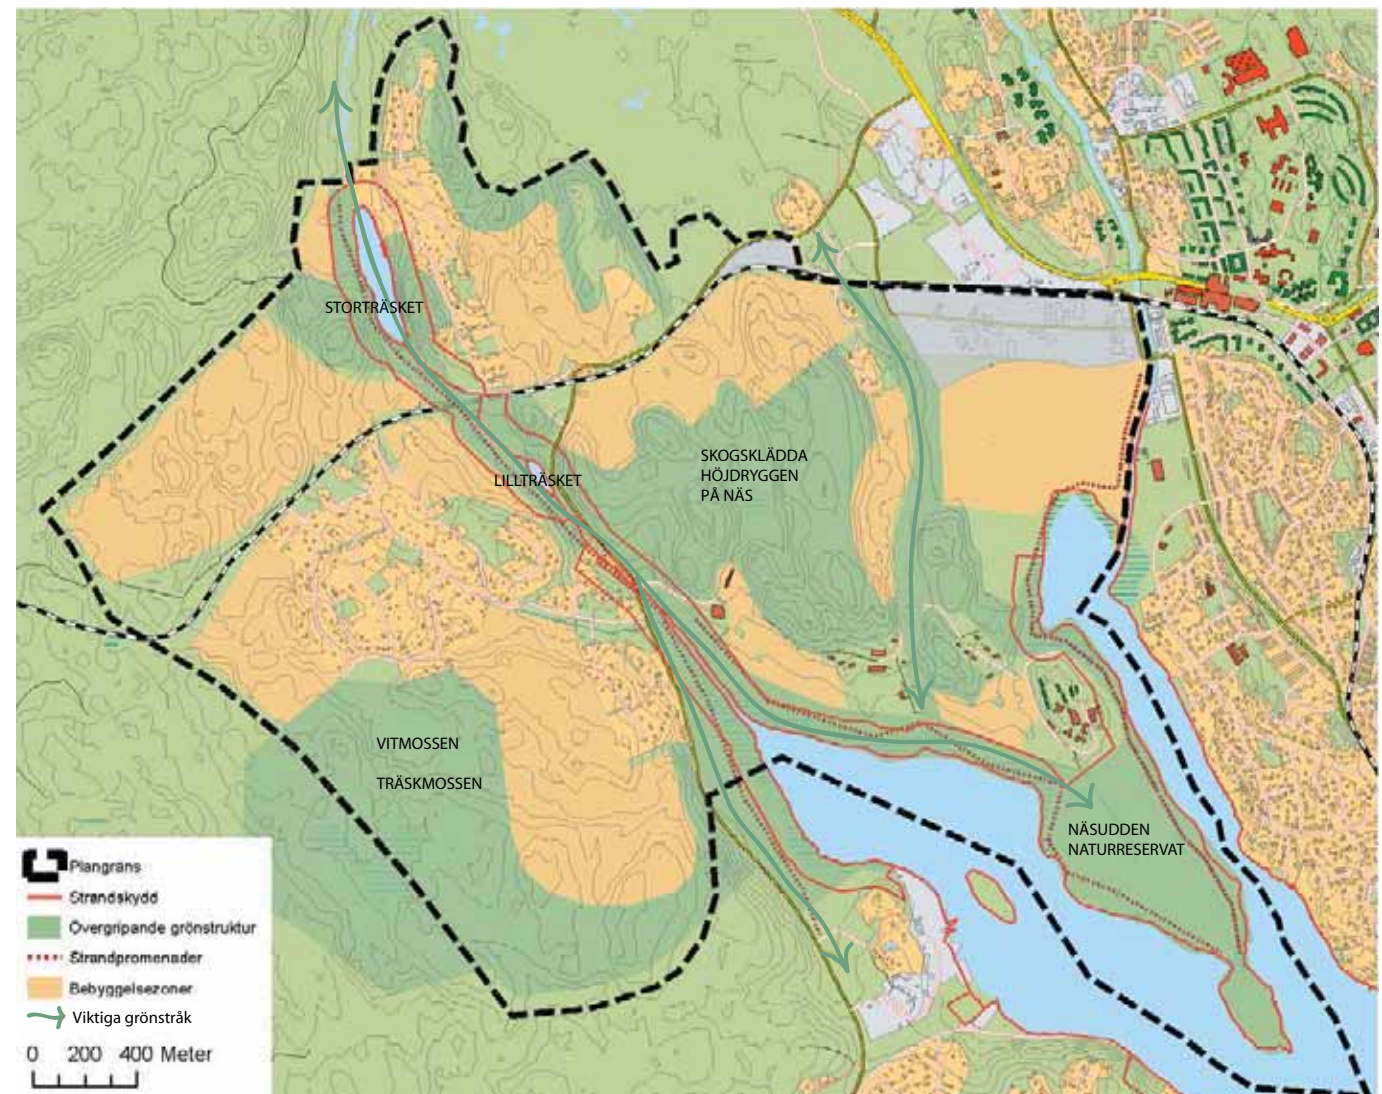 STORTRÄSKET
LILLTRÄSKET
SKOGSKLÄDDA
HÖJDRYGGEN
PÅ NÄS
VITMOSSEN
TRÄSKMOSSEN
NÄSUDDEN
NATURRESERVAT
Plangräns
Strandskydd
Övergripande grönstruktur
Strandpromenader
Bebyggelsezoner
Viktiga grönstråk
0 200 400 Meter